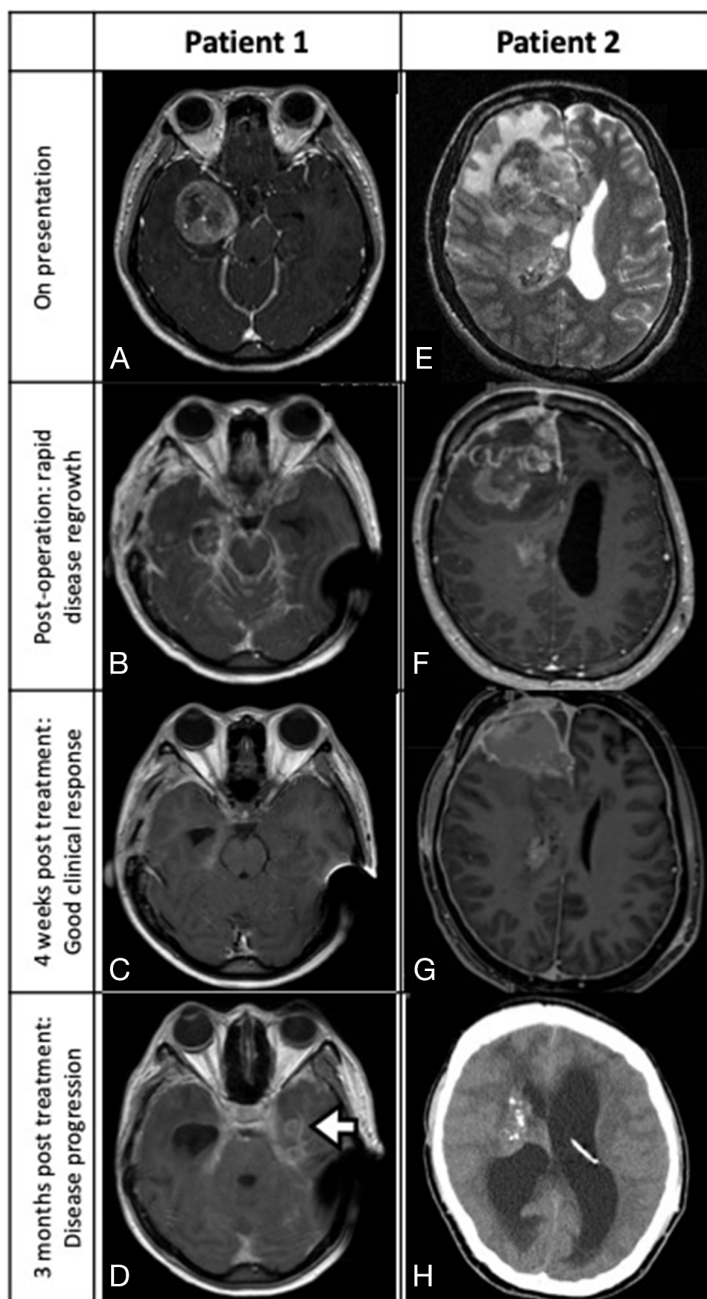 Patient 1
Patient 2
On presentation
A
E
Post-operation: rapid
disease regrowth
B
F
4 weeks post treatment:
Good clinical response
C
G
3 months post treatment:
Disease progression
D
H